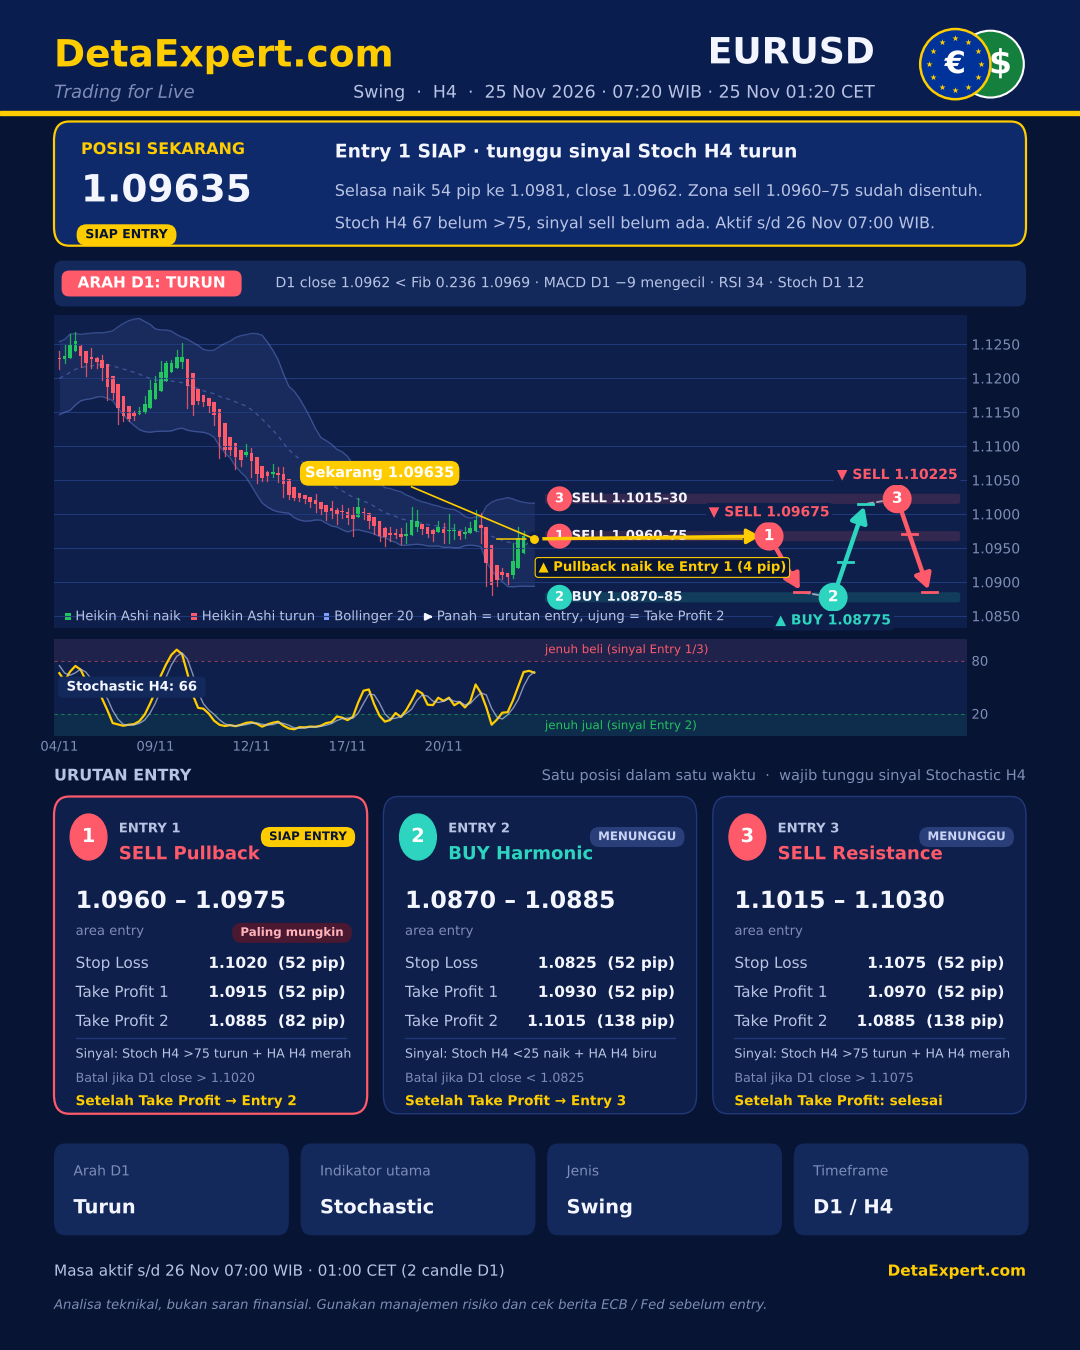 DetaExpert.com
EURUSD
€ $
Trading for Live
Swing · H4 · 25 Nov 2026 · 07:20 WIB · 25 Nov 01:20 CET
POSISI SEKARANG
1.09635
SIAP ENTRY
Entry 1 SIAP · tunggu sinyal Stoch H4 turun
Selasa naik 54 pip ke 1.0981, close 1.0962. Zona sell 1.0960–75 sudah disentuh.
Stoch H4 67 belum >75, sinyal sell belum ada. Aktif s/d 26 Nov 07:00 WIB.
ARAH D1: TURUN
D1 close 1.0962 < Fib 0.236 1.0969 · MACD D1 −9 mengecil · RSI 34 · Stoch D1 12
1.1250
1.1200
1.1150
1.1100
1.1050
1.1000
1.0950
1.0900
1.0850
Sekarang 1.09635
▼ SELL 1.10225
3 SELL 1.1015–30
3
▼ SELL 1.09675
1 SELL 1.0960–75
1
▲ Pullback naik ke Entry 1 (4 pip)
2 BUY 1.0870–85
2
▲ BUY 1.08775
Heikin Ashi naik
Heikin Ashi turun
Bollinger 20
Panah = urutan entry, ujung = Take Profit 2
jenuh beli (sinyal Entry 1/3)
80
Stochastic H4: 66
20
jenuh jual (sinyal Entry 2)
04/11
09/11
12/11
17/11
20/11
URUTAN ENTRY
Satu posisi dalam satu waktu · wajib tunggu sinyal Stochastic H4
1
ENTRY 1
SIAP ENTRY
SELL Pullback
1.0960 – 1.0975
area entry
Paling mungkin
Stop Loss 1.1020 (52 pip)
Take Profit 1 1.0915 (52 pip)
Take Profit 2 1.0885 (82 pip)
Sinyal: Stoch H4 >75 turun + HA H4 merah
Batal jika D1 close > 1.1020
Setelah Take Profit → Entry 2
2
ENTRY 2
MENUNGGU
BUY Harmonic
1.0870 – 1.0885
area entry
Stop Loss 1.0825 (52 pip)
Take Profit 1 1.0930 (52 pip)
Take Profit 2 1.1015 (138 pip)
Sinyal: Stoch H4 <25 naik + HA H4 biru
Batal jika D1 close < 1.0825
Setelah Take Profit → Entry 3
3
ENTRY 3
MENUNGGU
SELL Resistance
1.1015 – 1.1030
area entry
Stop Loss 1.1075 (52 pip)
Take Profit 1 1.0970 (52 pip)
Take Profit 2 1.0885 (138 pip)
Sinyal: Stoch H4 >75 turun + HA H4 merah
Batal jika D1 close > 1.1075
Setelah Take Profit: selesai
Arah D1
Turun
Indikator utama
Stochastic
Jenis
Swing
Timeframe
D1 / H4
Masa aktif s/d 26 Nov 07:00 WIB · 01:00 CET (2 candle D1)
DetaExpert.com
Analisa teknikal, bukan saran finansial. Gunakan manajemen risiko dan cek berita ECB / Fed sebelum entry.